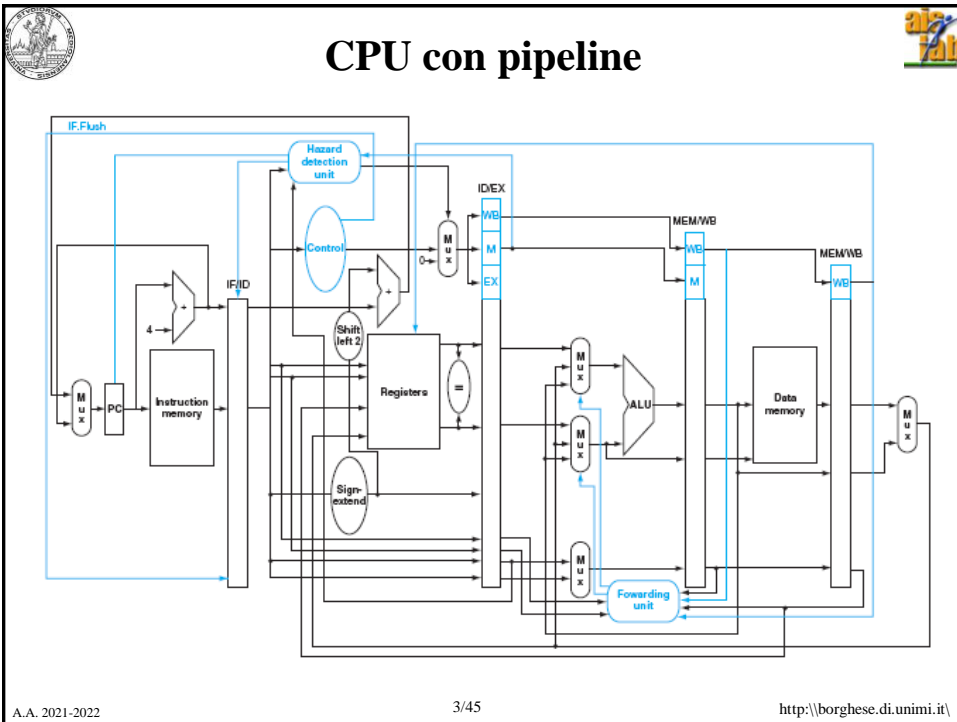 CPU con pipeline
IF.Flush
Hazard
detection
unit
ID/EX
WB
M
EX
MEM/WB
WB
M
MEM/WB
WB
Control
0
M
u
x
IF/ID
+
4
+
Shift
left 2
M
u
x
PC
Instruction
memory
Registers
=
Sign-
extend
M
u
x
M
u
x
ALU
Data
memory
M
u
x
M
u
x
Fowarding
unit
A.A. 2021-2022
3/45
http:\\borghese.di.unimi.it\